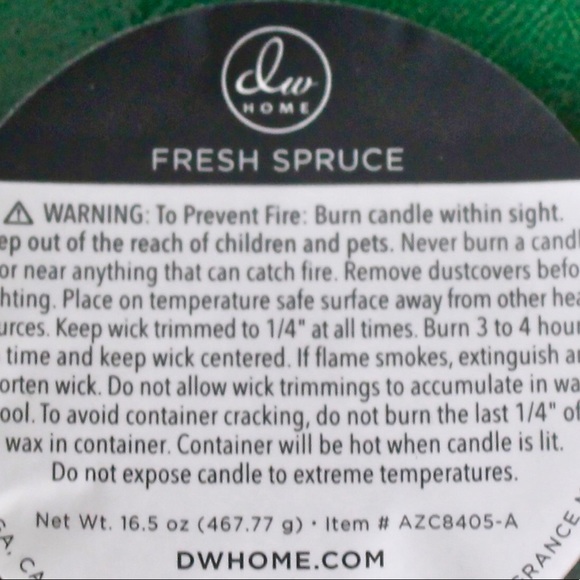 dw
HOME
FRESH SPRUCE
⚠ WARNING: To Prevent Fire: Burn candle within sight.
ep out of the reach of children and pets. Never burn a candl
or near anything that can catch fire. Remove dustcovers befo
hting. Place on temperature safe surface away from other hea
urces. Keep wick trimmed to 1/4" at all times. Burn 3 to 4 hour
time and keep wick centered. If flame smokes, extinguish an
orten wick. Do not allow wick trimmings to accumulate in wa
ool. To avoid container cracking, do not burn the last 1/4" of
wax in container. Container will be hot when candle is lit.
Do not expose candle to extreme temperatures.
Net Wt. 16.5 oz (467.77 g) • Item # AZC8405-A
DWHOME.COM
SA, CA
RANCE